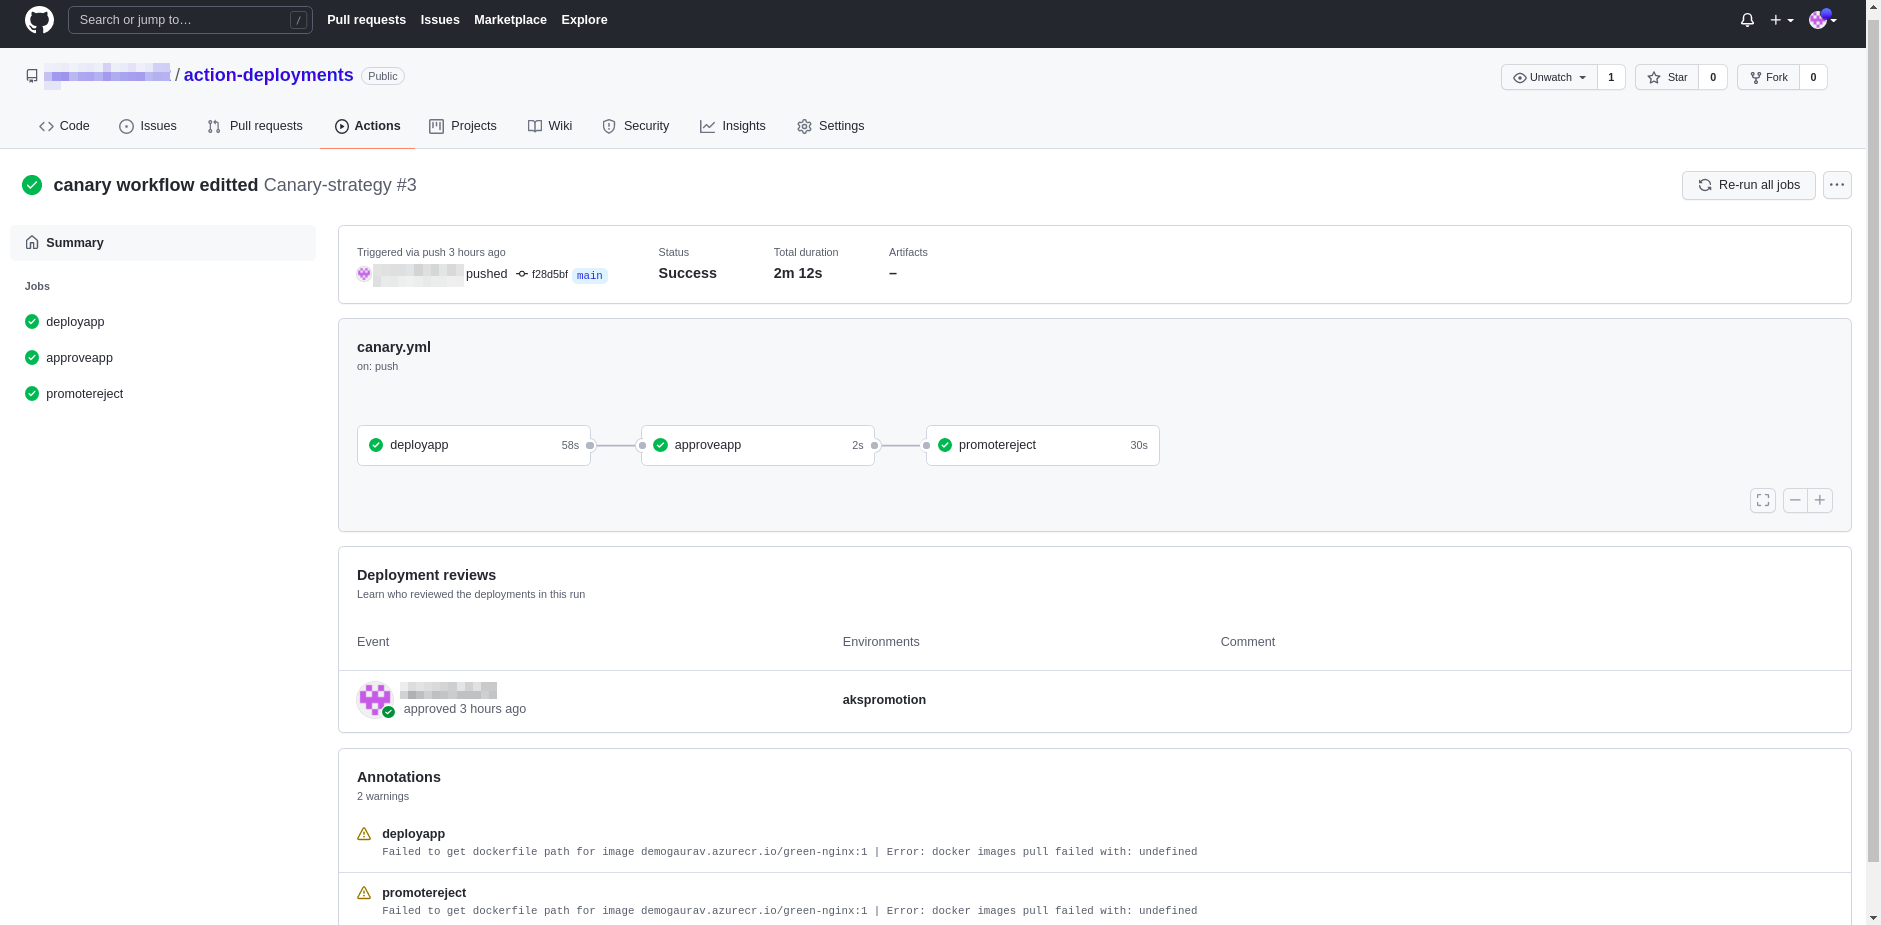 Search or jump to… / Pull requests Issues Marketplace Explore
/ action-deployments Public Unwatch 1 Star 0 Fork 0
Code Issues Pull requests Actions Projects Wiki Security Insights Settings
canary workflow editted Canary-strategy #3 Re-run all jobs
Summary
Jobs
deployapp
approveapp
promotereject
Triggered via push 3 hours ago Status Total duration Artifacts
pushed f28d5bf main Success 2m 12s –
canary.yml
on: push
deployapp 58s approveapp 2s promotereject 30s
Deployment reviews
Learn who reviewed the deployments in this run
Event Environments Comment
approved 3 hours ago akspromotion
Annotations
2 warnings
deployapp
Failed to get dockerfile path for image demogaurav.azurecr.io/green-nginx:1 | Error: docker images pull failed with: undefined
promotereject
Failed to get dockerfile path for image demogaurav.azurecr.io/green-nginx:1 | Error: docker images pull failed with: undefined